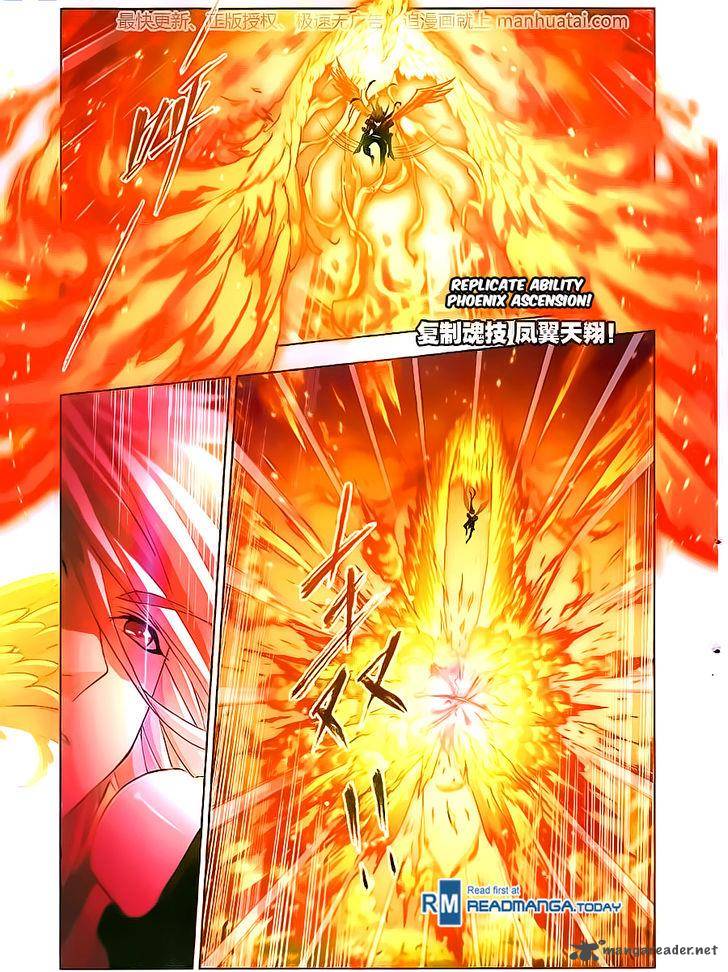 最快更新、正版授权、极速无广告 追漫画就上 manhuatai.com
呼
REPLICATE ABILITY
PHOENIX ASCENSION!
复制魂技 凤翼天翔!
!!
RM Read first at
READMANGA.TODAY
mangareader.net